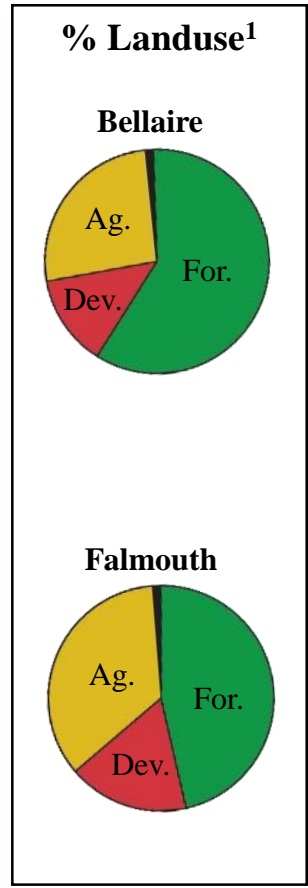 % Landuse¹
Bellaire
Ag.
For.
Dev.
Falmouth
Ag.
For.
Dev.